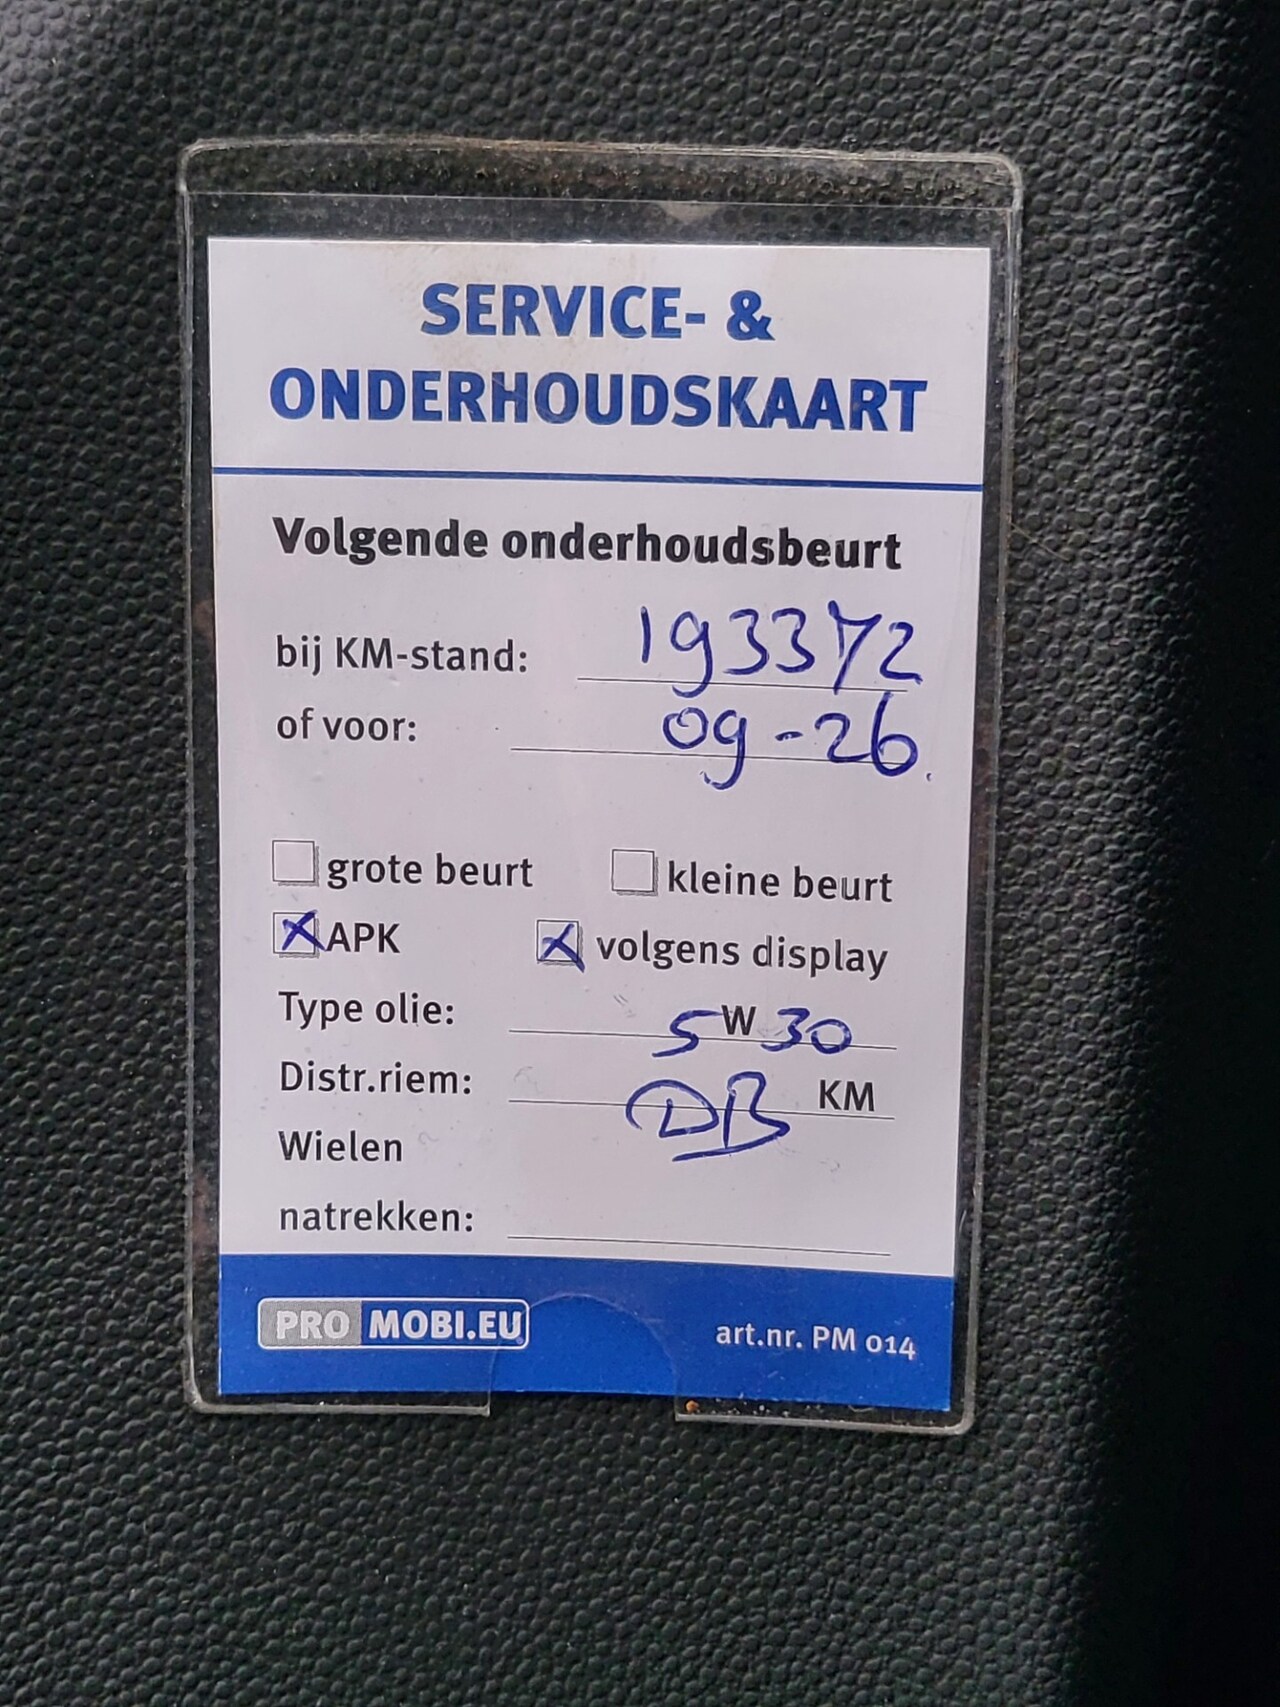 SERVICE- &
ONDERHOUDSKAART
Volgende onderhoudsbeurt
bij KM-stand: 193372
of voor: 09-26.
grote beurt kleine beurt
APK volgens display
Type olie: 5W30
Distr.riem: DB KM
Wielen
natrekken:
PRO MOBI.EU art.nr. PM 014